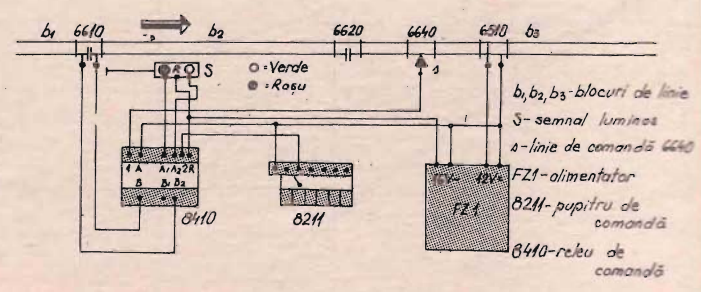 b₁ 6610 b₂ 6620 6640 6510 b₃
S
○=Verde
●=Roșu
s
b₁, b₂, b₃-blocuri de linie
S-semnal luminos
s-linie de comandă 6640
FZ1-alimentator
8211-pupitru de
comandă
8410-releu de
comandă
1 A A₁ A₂ 2R
B B₁ B₂
8410
8211
12V=
FZ1